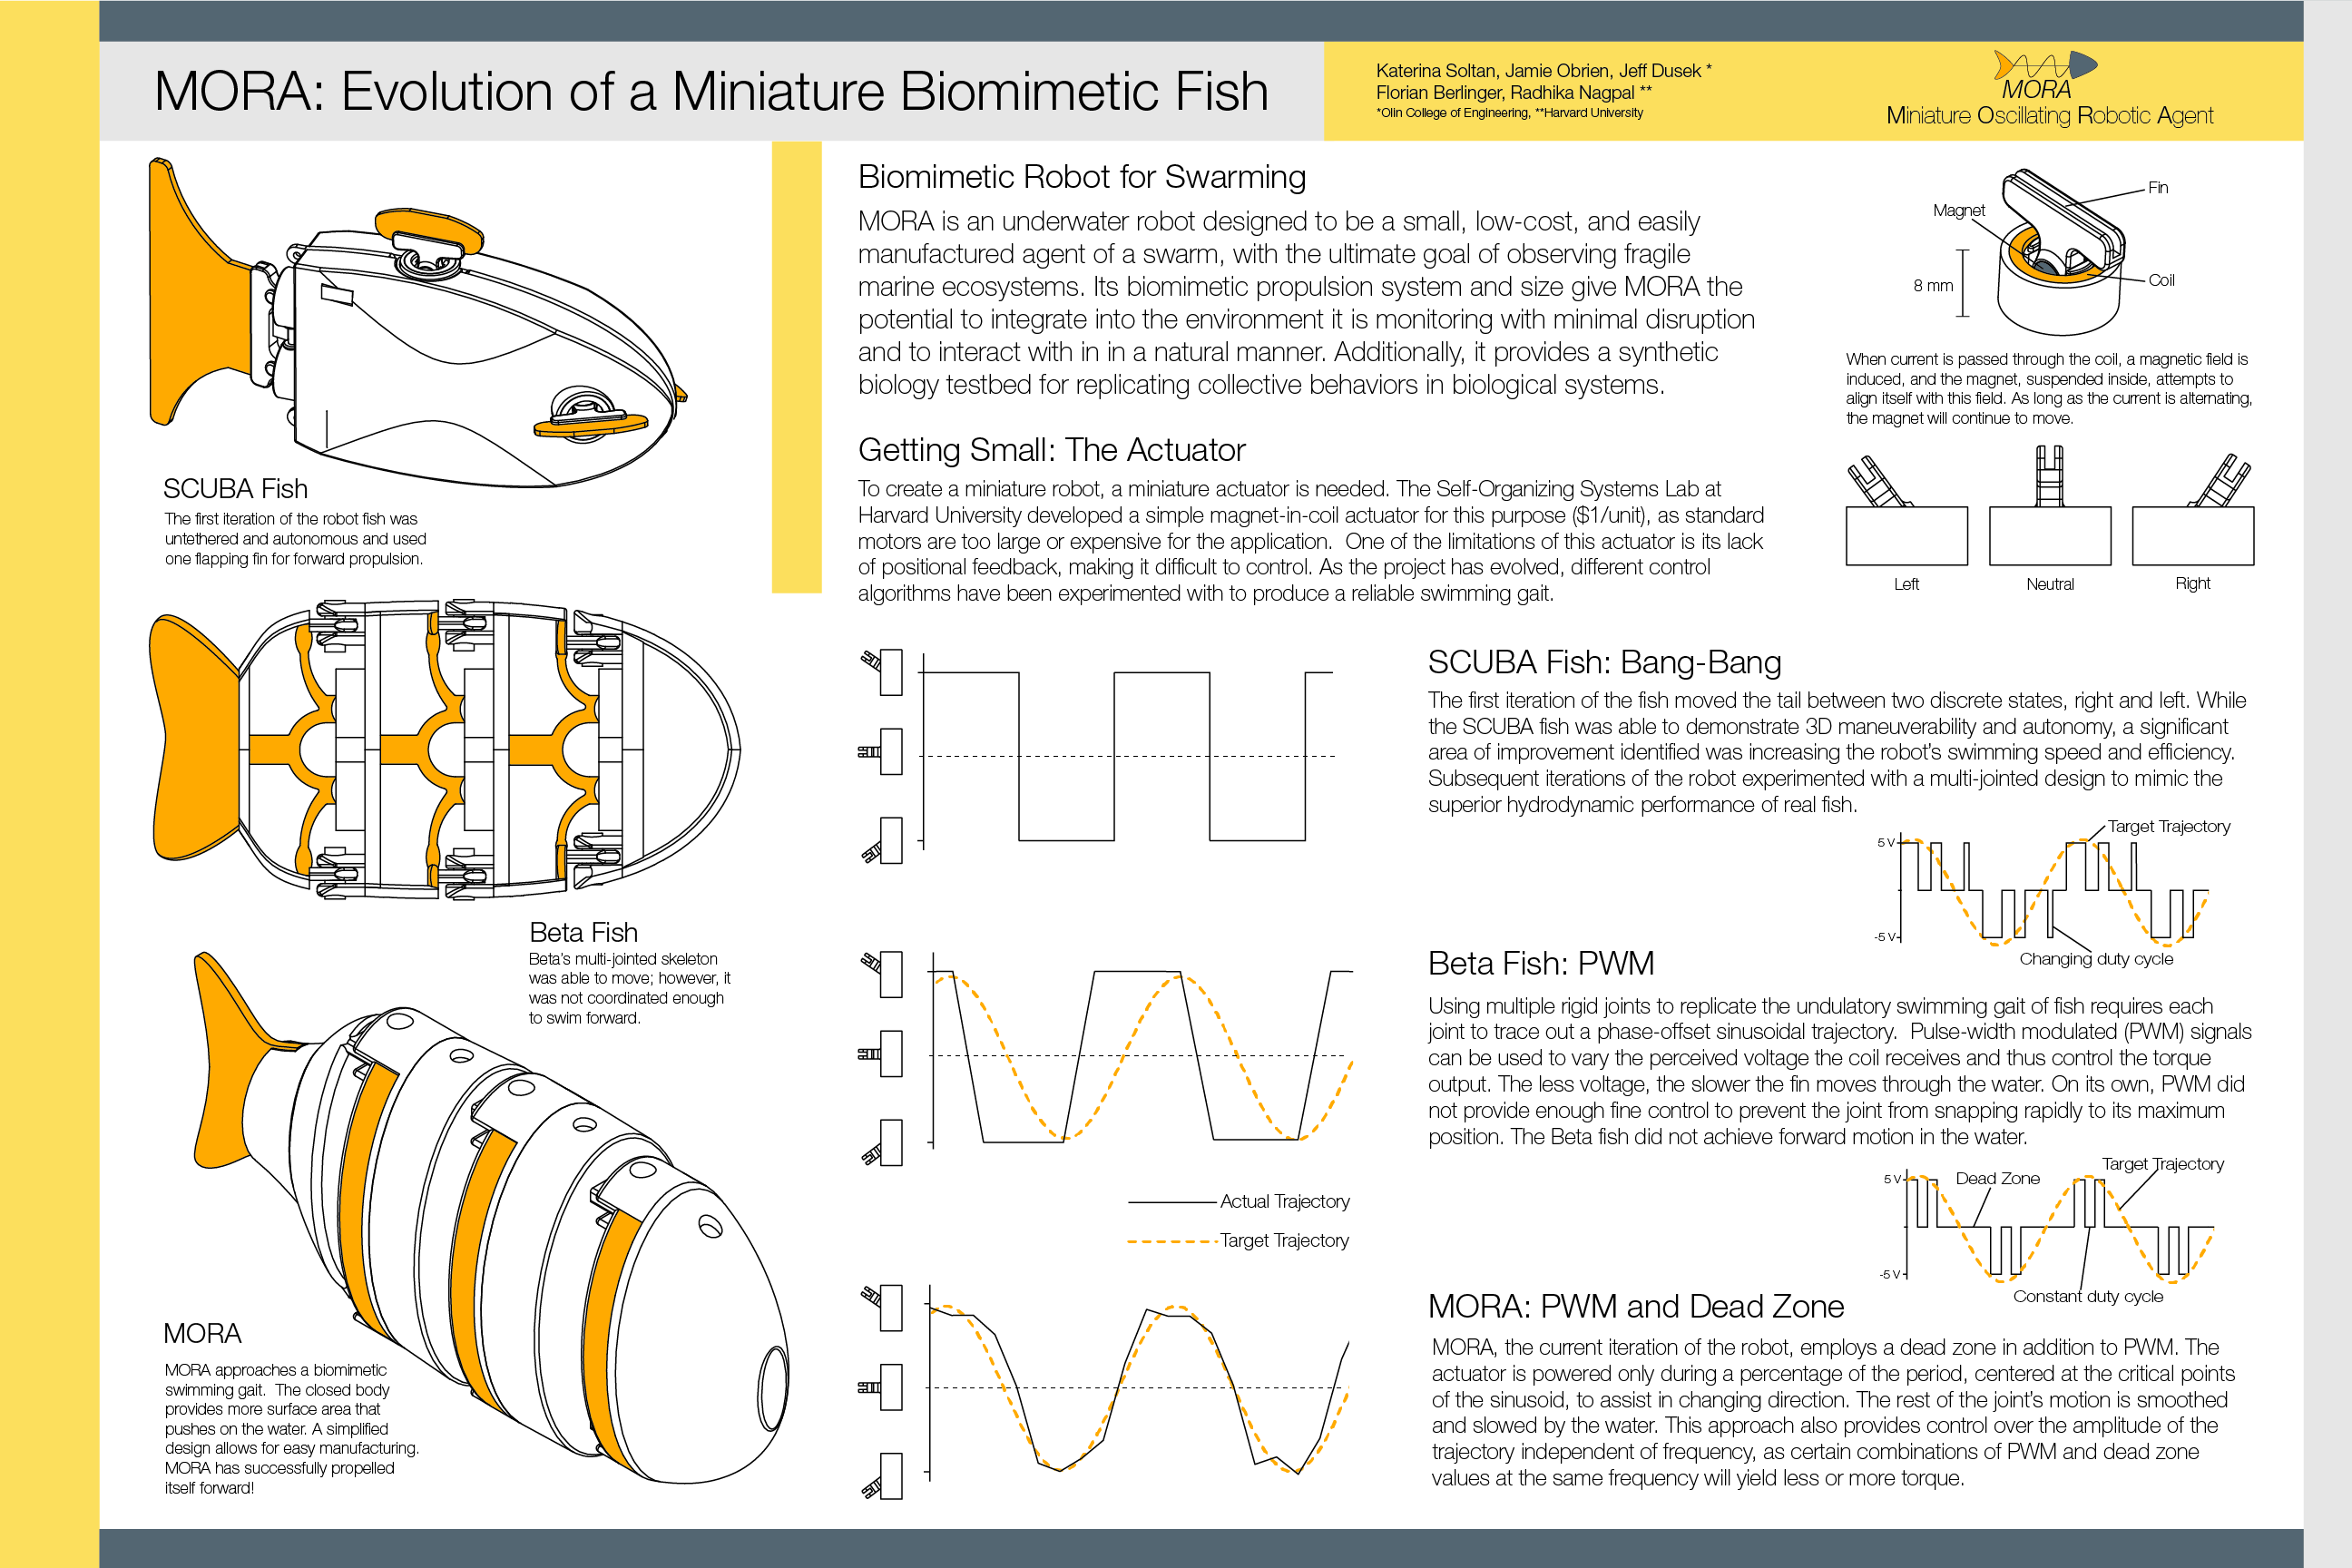 MORA: Evolution of a Miniature Biomimetic Fish
Katerina Soltan, Jamie Obrien, Jeff Dusek *
Florian Berlinger, Radhika Nagpal **
*Olin College of Engineering, **Harvard University
MORA
Miniature Oscillating Robotic Agent
SCUBA Fish
The first iteration of the robot fish was
untethered and autonomous and used
one flapping fin for forward propulsion.
Beta Fish
Beta's multi-jointed skeleton
was able to move; however, it
was not coordinated enough
to swim forward.
MORA
MORA approaches a biomimetic
swimming gait.  The closed body
provides more surface area that
pushes on the water. A simplified
design allows for easy manufacturing.
MORA has successfully propelled
itself forward!
Biomimetic Robot for Swarming
MORA is an underwater robot designed to be a small, low-cost, and easily
manufactured agent of a swarm, with the ultimate goal of observing fragile
marine ecosystems. Its biomimetic propulsion system and size give MORA the
potential to integrate into the environment it is monitoring with minimal disruption
and to interact with in in a natural manner. Additionally, it provides a synthetic
biology testbed for replicating collective behaviors in biological systems.
Getting Small: The Actuator
To create a miniature robot, a miniature actuator is needed. The Self-Organizing Systems Lab at
Harvard University developed a simple magnet-in-coil actuator for this purpose ($1/unit), as standard
motors are too large or expensive for the application.  One of the limitations of this actuator is its lack
of positional feedback, making it difficult to control. As the project has evolved, different control
algorithms have been experimented with to produce a reliable swimming gait.
Fin
Magnet
Coil
8 mm
When current is passed through the coil, a magnetic field is
induced, and the magnet, suspended inside, attempts to
align itself with this field. As long as the current is alternating,
the magnet will continue to move.
Left
Neutral
Right
SCUBA Fish: Bang-Bang
The first iteration of the fish moved the tail between two discrete states, right and left. While
the SCUBA fish was able to demonstrate 3D maneuverability and autonomy, a significant
area of improvement identified was increasing the robot's swimming speed and efficiency.
Subsequent iterations of the robot experimented with a multi-jointed design to mimic the
superior hydrodynamic performance of real fish.
Target Trajectory
5 V
-5 V
Changing duty cycle
Beta Fish: PWM
Using multiple rigid joints to replicate the undulatory swimming gait of fish requires each
joint to trace out a phase-offset sinusoidal trajectory.  Pulse-width modulated (PWM) signals
can be used to vary the perceived voltage the coil receives and thus control the torque
output. The less voltage, the slower the fin moves through the water. On its own, PWM did
not provide enough fine control to prevent the joint from snapping rapidly to its maximum
position. The Beta fish did not achieve forward motion in the water.
Actual Trajectory
Target Trajectory
Target Trajectory
5 V
Dead Zone
-5 V
Constant duty cycle
MORA: PWM and Dead Zone
MORA, the current iteration of the robot, employs a dead zone in addition to PWM. The
actuator is powered only during a percentage of the period, centered at the critical points
of the sinusoid, to assist in changing direction. The rest of the joint's motion is smoothed
and slowed by the water. This approach also provides control over the amplitude of the
trajectory independent of frequency, as certain combinations of PWM and dead zone
values at the same frequency will yield less or more torque.